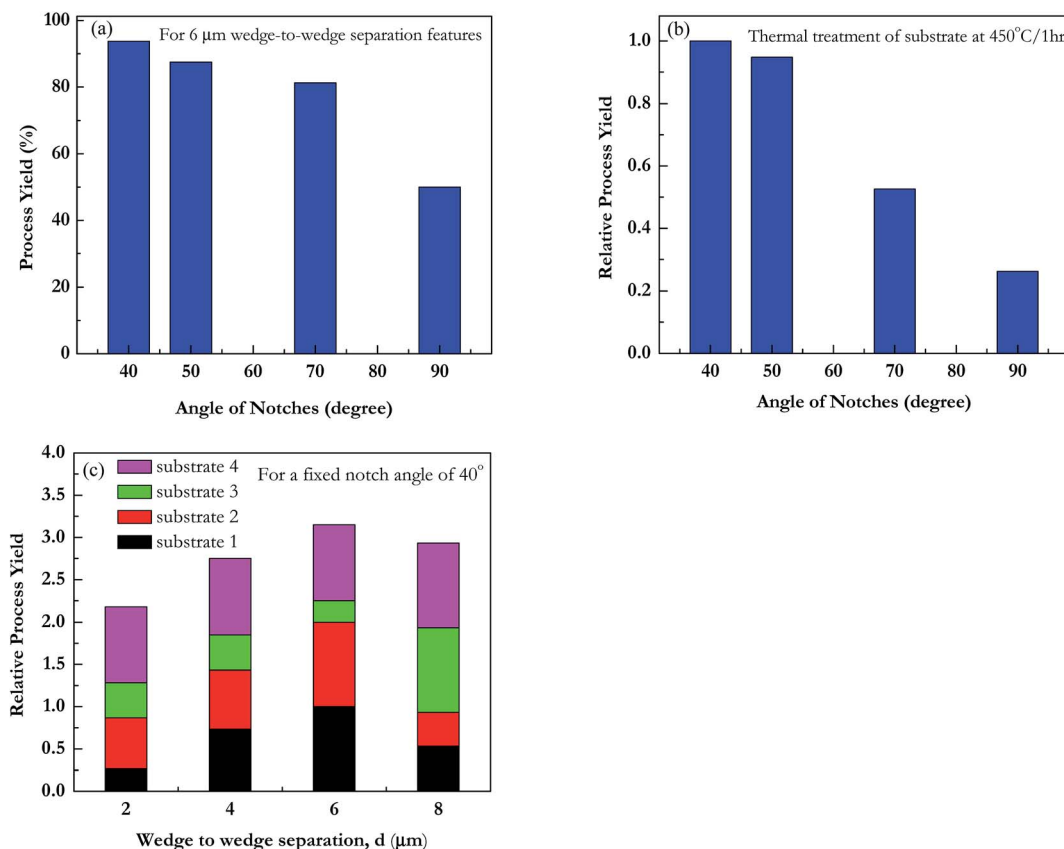 (a)
For 6 μm wedge-to-wedge separation features
Process Yield (%)
100
80
60
40
20
0
40 50 60 70 80 90
Angle of Notches (degree)
(b)
Thermal treatment of substrate at 450°C/1hr
Relative Process Yield
1.0
0.8
0.6
0.4
0.2
0.0
40 50 60 70 80 90
Angle of Notches (degree)
(c)
For a fixed notch angle of 40°
substrate 4
substrate 3
substrate 2
substrate 1
Relative Process Yield
4.0
3.5
3.0
2.5
2.0
1.5
1.0
0.5
0.0
2 4 6 8
Wedge to wedge separation, d (μm)